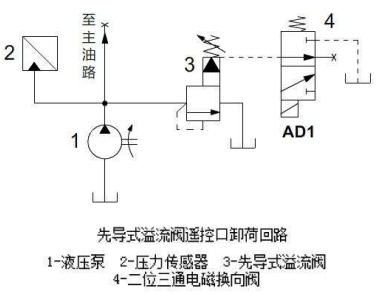 至主油路
2
3
4
1
AD1
先导式溢流阀遥控口卸荷回路
1-液压泵 2-压力传感器 3-先导式溢流阀
4-二位三通电磁换向阀